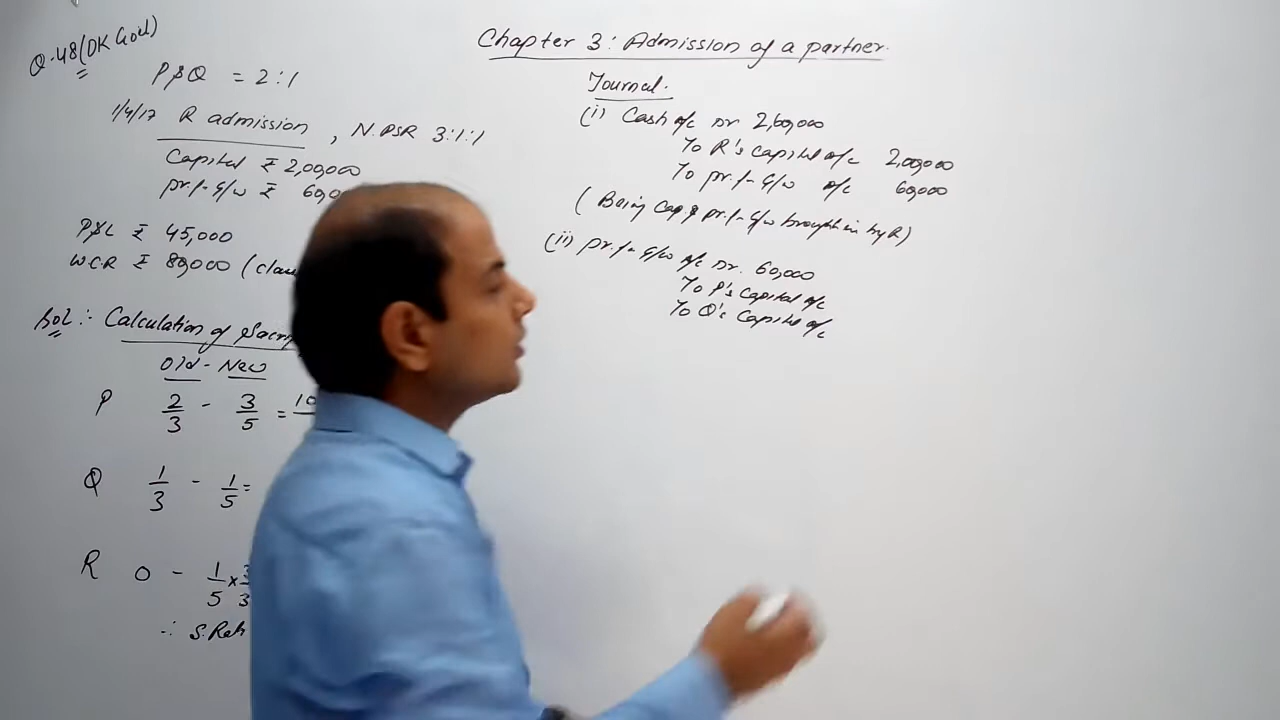 Q.48(DK Goel)
P&Q = 2:1
1/4/17 R admission, N.PSR 3:1:1
Capital ₹ 2,00,000
pr.f-G/w ₹ 60,0
P&L ₹ 45,000
W C R ₹ 80,000 (
Sol:- Calculation of
Old - New
P 2/3 - 3/5 = 10
Q 1/3 - 1/5 =
R 0 - 1/5 × 3/3
∴ S.
Chapter 3: Admission of a partner.
Journal.
(i) Cash a/c Dr 2,60,000
To R's Capital a/c 2,00,000
To pr.f- G/w a/c 60,000
(Being Cap & pr.f- G/w brought in by R)
(ii) pr.f- G/w a/c Dr. 60,000
To P's Capital a/c
To Q's Capital a/c